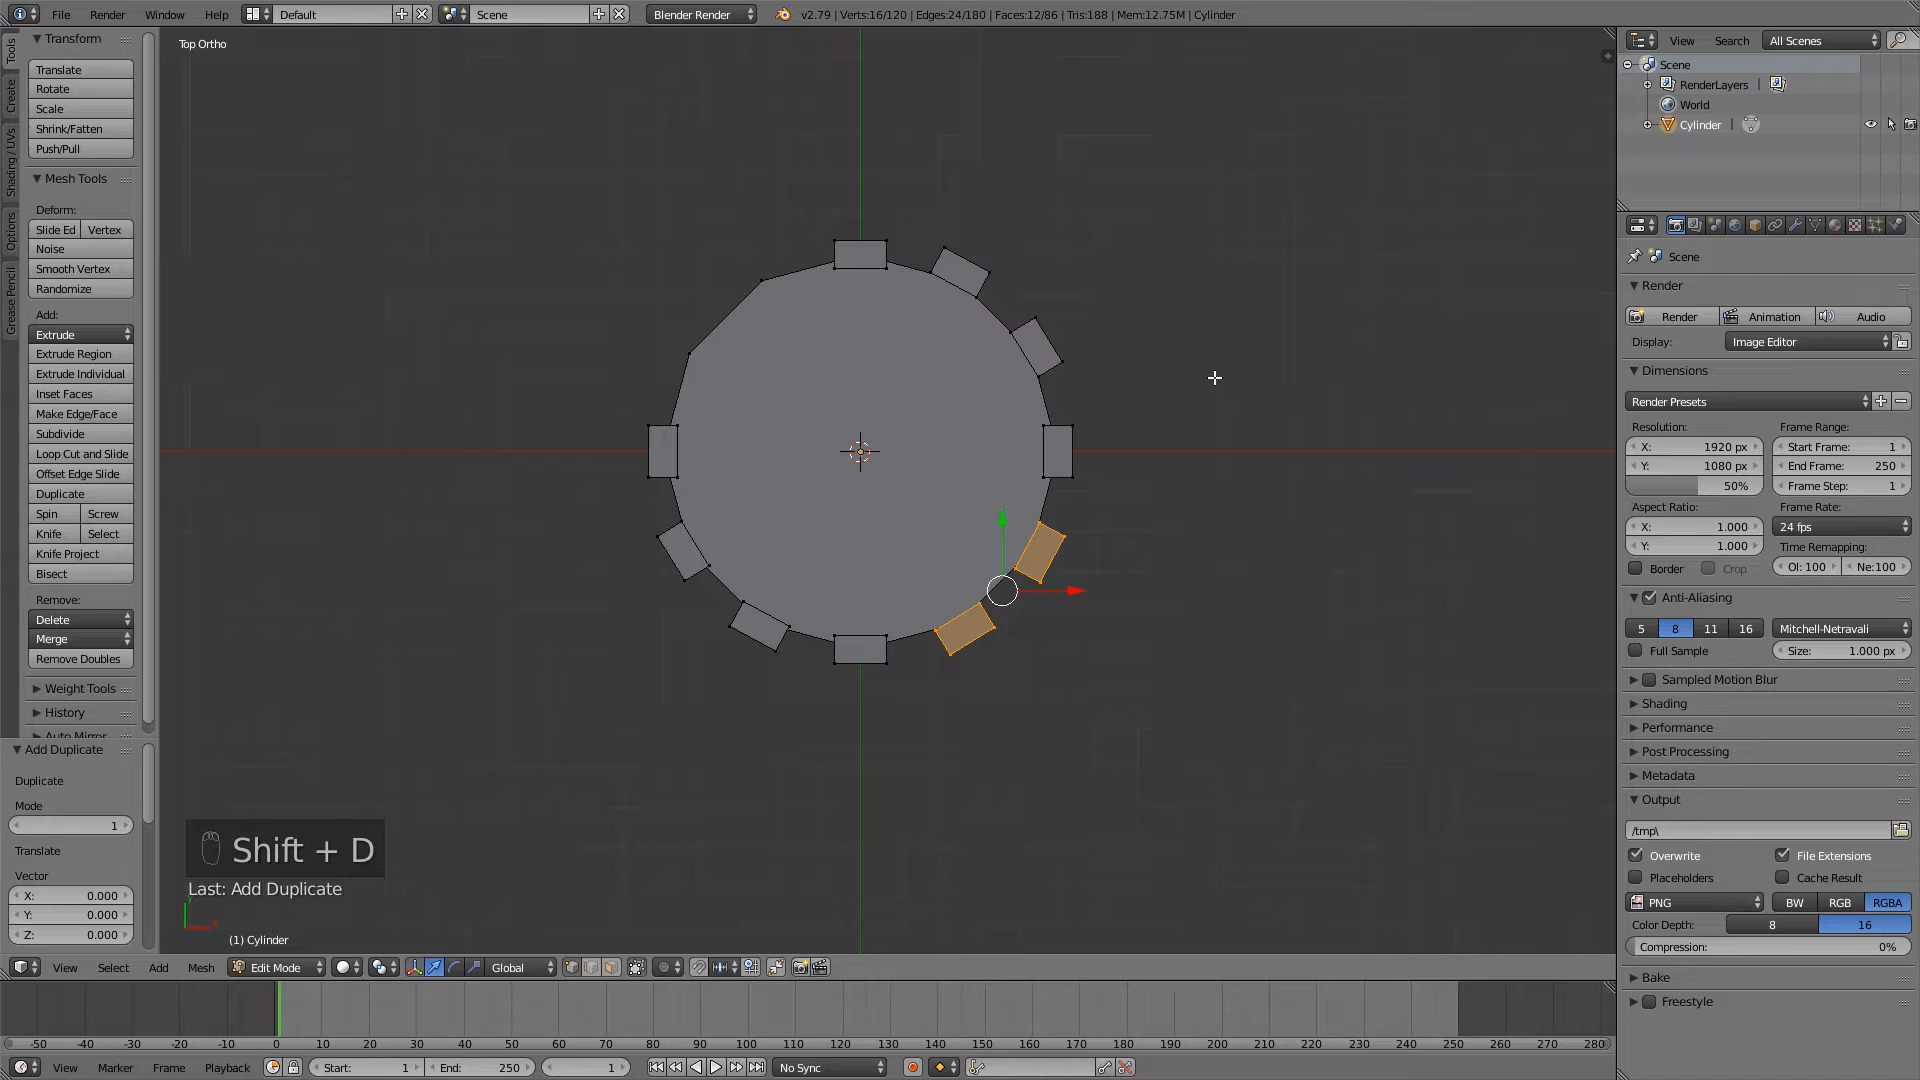 File Render Window Help Default Scene Blender Render v2.79 | Verts:16/120 | Edges:24/180 | Faces:12/86 | Tris:188 | Mem:12.75M | Cylinder
Top Ortho
Tools
Create
Shading / UVs
Options
Grease Pencil
Transform
Translate
Rotate
Scale
Shrink/Fatten
Push/Pull
Mesh Tools
Deform:
Slide Ed Vertex
Noise
Smooth Vertex
Randomize
Add:
Extrude
Extrude Region
Extrude Individual
Inset Faces
Make Edge/Face
Subdivide
Loop Cut and Slide
Offset Edge Slide
Duplicate
Spin Screw
Knife Select
Knife Project
Bisect
Remove:
Delete
Merge
Remove Doubles
Weight Tools
History
Auto Mirror
Add Duplicate
Duplicate
Mode
1
Translate
Vector
X: 0.000
Y: 0.000
Z: 0.000
Shift + D
Last: Add Duplicate
(1) Cylinder
View Select Add Mesh Edit Mode Global
-50 -40 -30 -20 -10 0 10 20 30 40 50 60 70 80 90 100 110 120 130 140 150 160 170 180 190 200 210 220 230 240 250 260 270 280
View Marker Frame Playback Start: 1 End: 250 1 No Sync
View Search All Scenes
Scene
RenderLayers |
World
Cylinder |
Scene
Render
Render Animation Audio
Display: Image Editor
Dimensions
Render Presets
Resolution: Frame Range:
X: 1920 px Start Frame: 1
Y: 1080 px End Frame: 250
50% Frame Step: 1
Aspect Ratio: Frame Rate:
X: 1.000 24 fps
Y: 1.000 Time Remapping:
Border Crop Ol: 100 Ne:100
Anti-Aliasing
5 8 11 16 Mitchell-Netravali
Full Sample Size: 1.000 px
Sampled Motion Blur
Shading
Performance
Post Processing
Metadata
Output
/tmp\
Overwrite File Extensions
Placeholders Cache Result
PNG BW RGB RGBA
Color Depth: 8 16
Compression: 0%
Bake
Freestyle